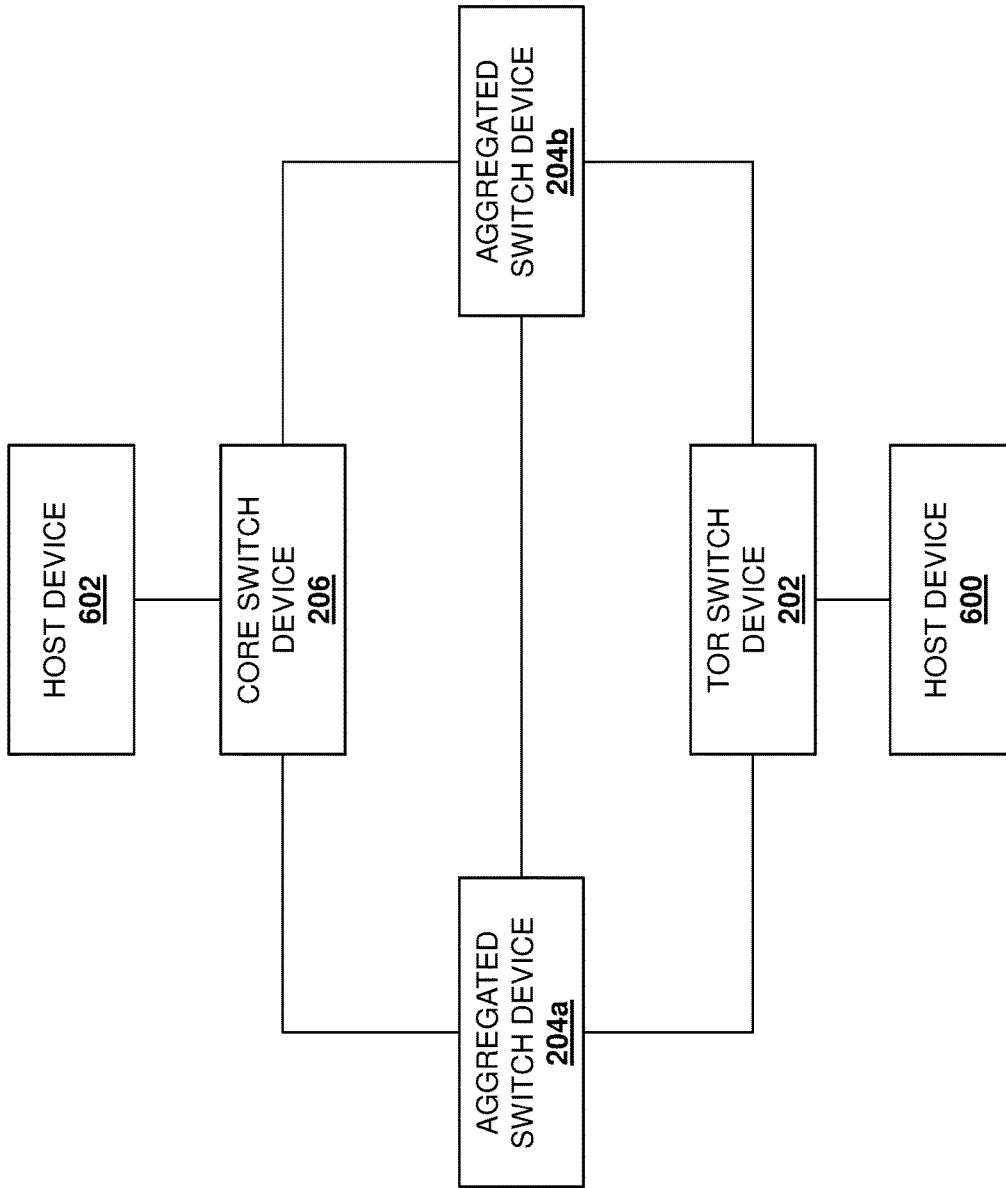 HOST DEVICE
602
CORE SWITCH
DEVICE
206
AGGREGATED
SWITCH DEVICE
204a
AGGREGATED
SWITCH DEVICE
204b
TOR SWITCH
DEVICE
202
HOST DEVICE
600